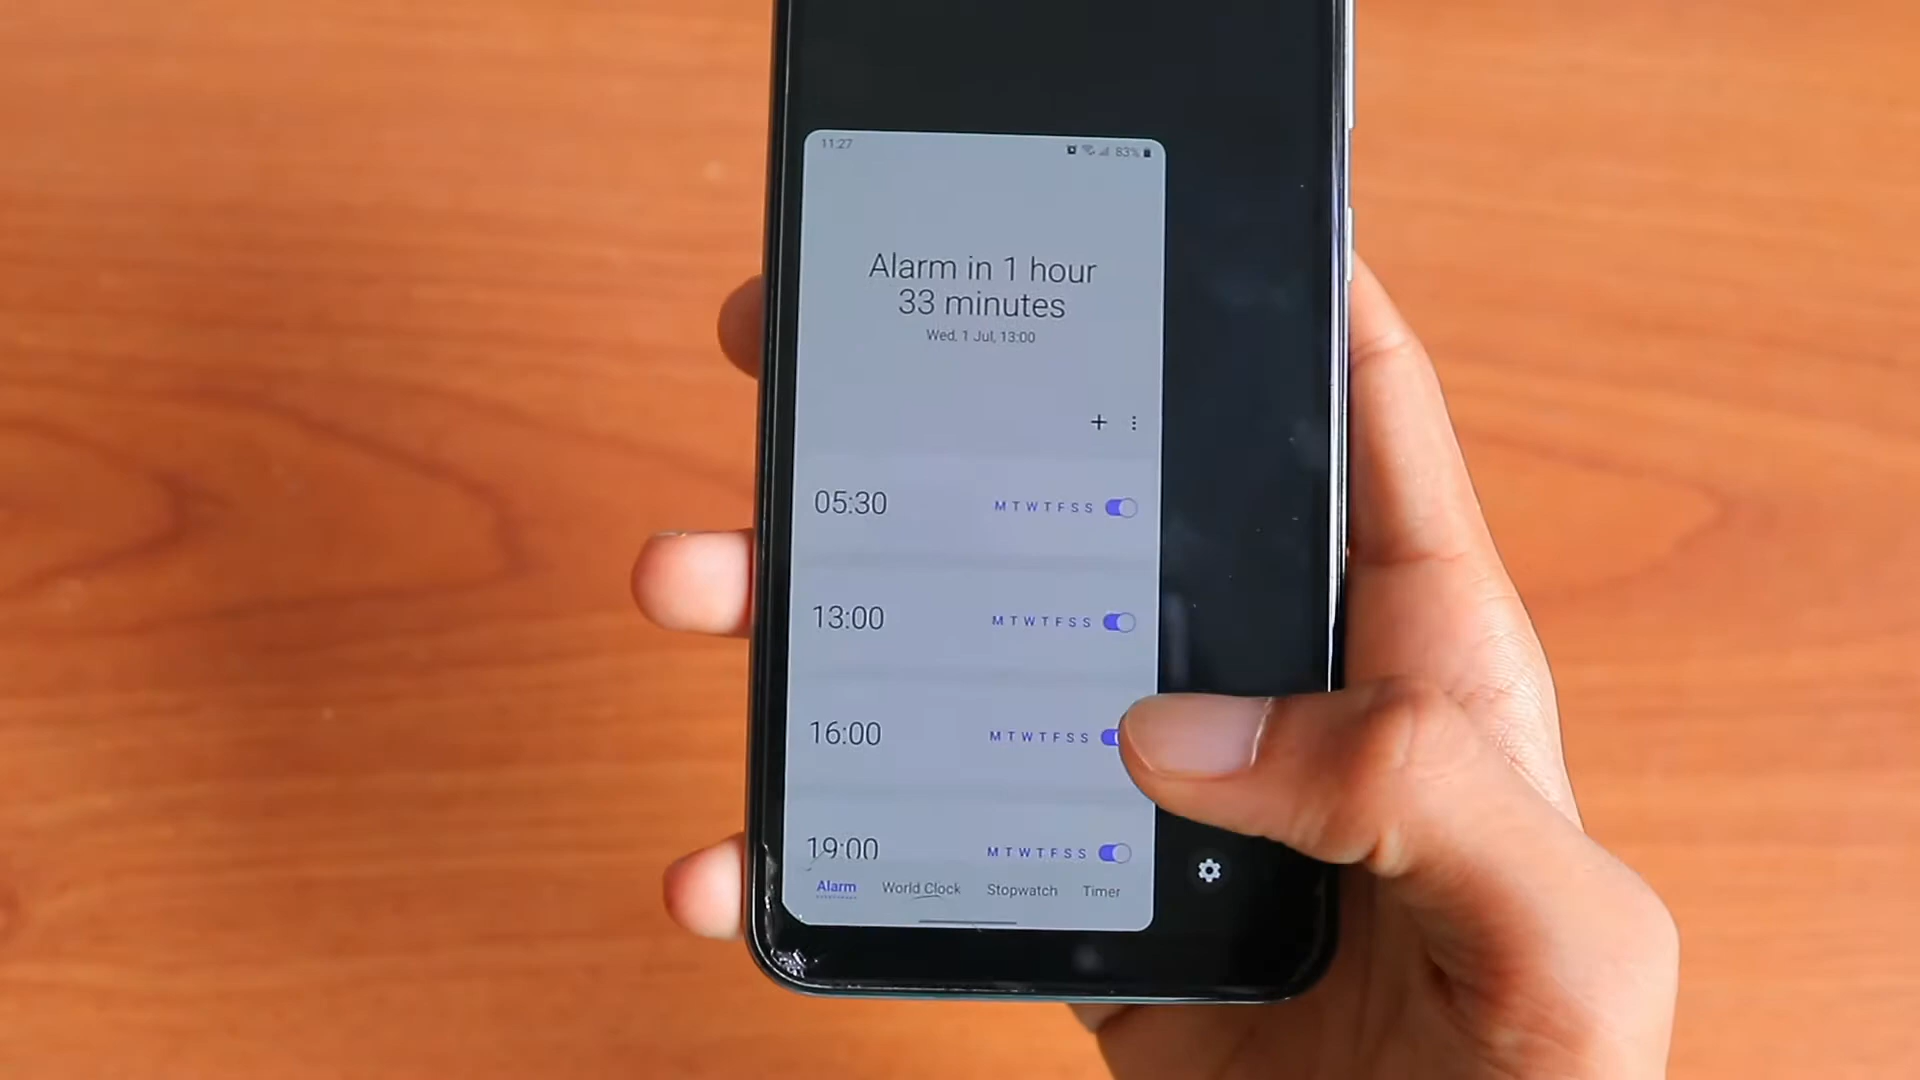 11:27 83%
Alarm in 1 hour
33 minutes
Wed, 1 Jul, 13:00
05:30 M T W T F S S
13:00 M T W T F S S
16:00 M T W T F S S
19:00 M T W T F S S
Alarm World Clock Stopwatch Timer